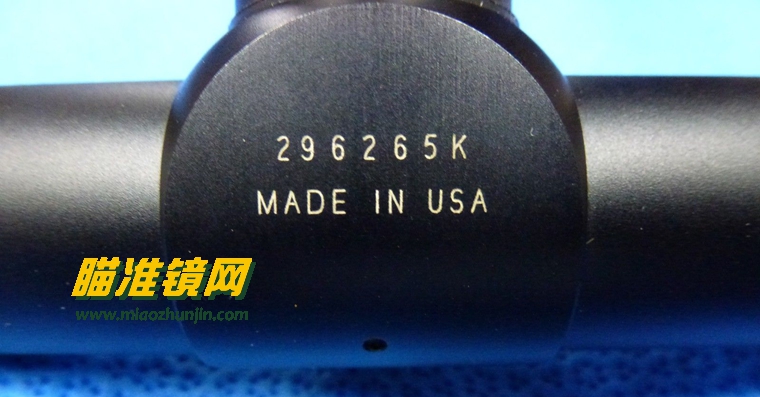 296265K
MADE IN USA
瞄准镜网
www.miaozhunjin.com